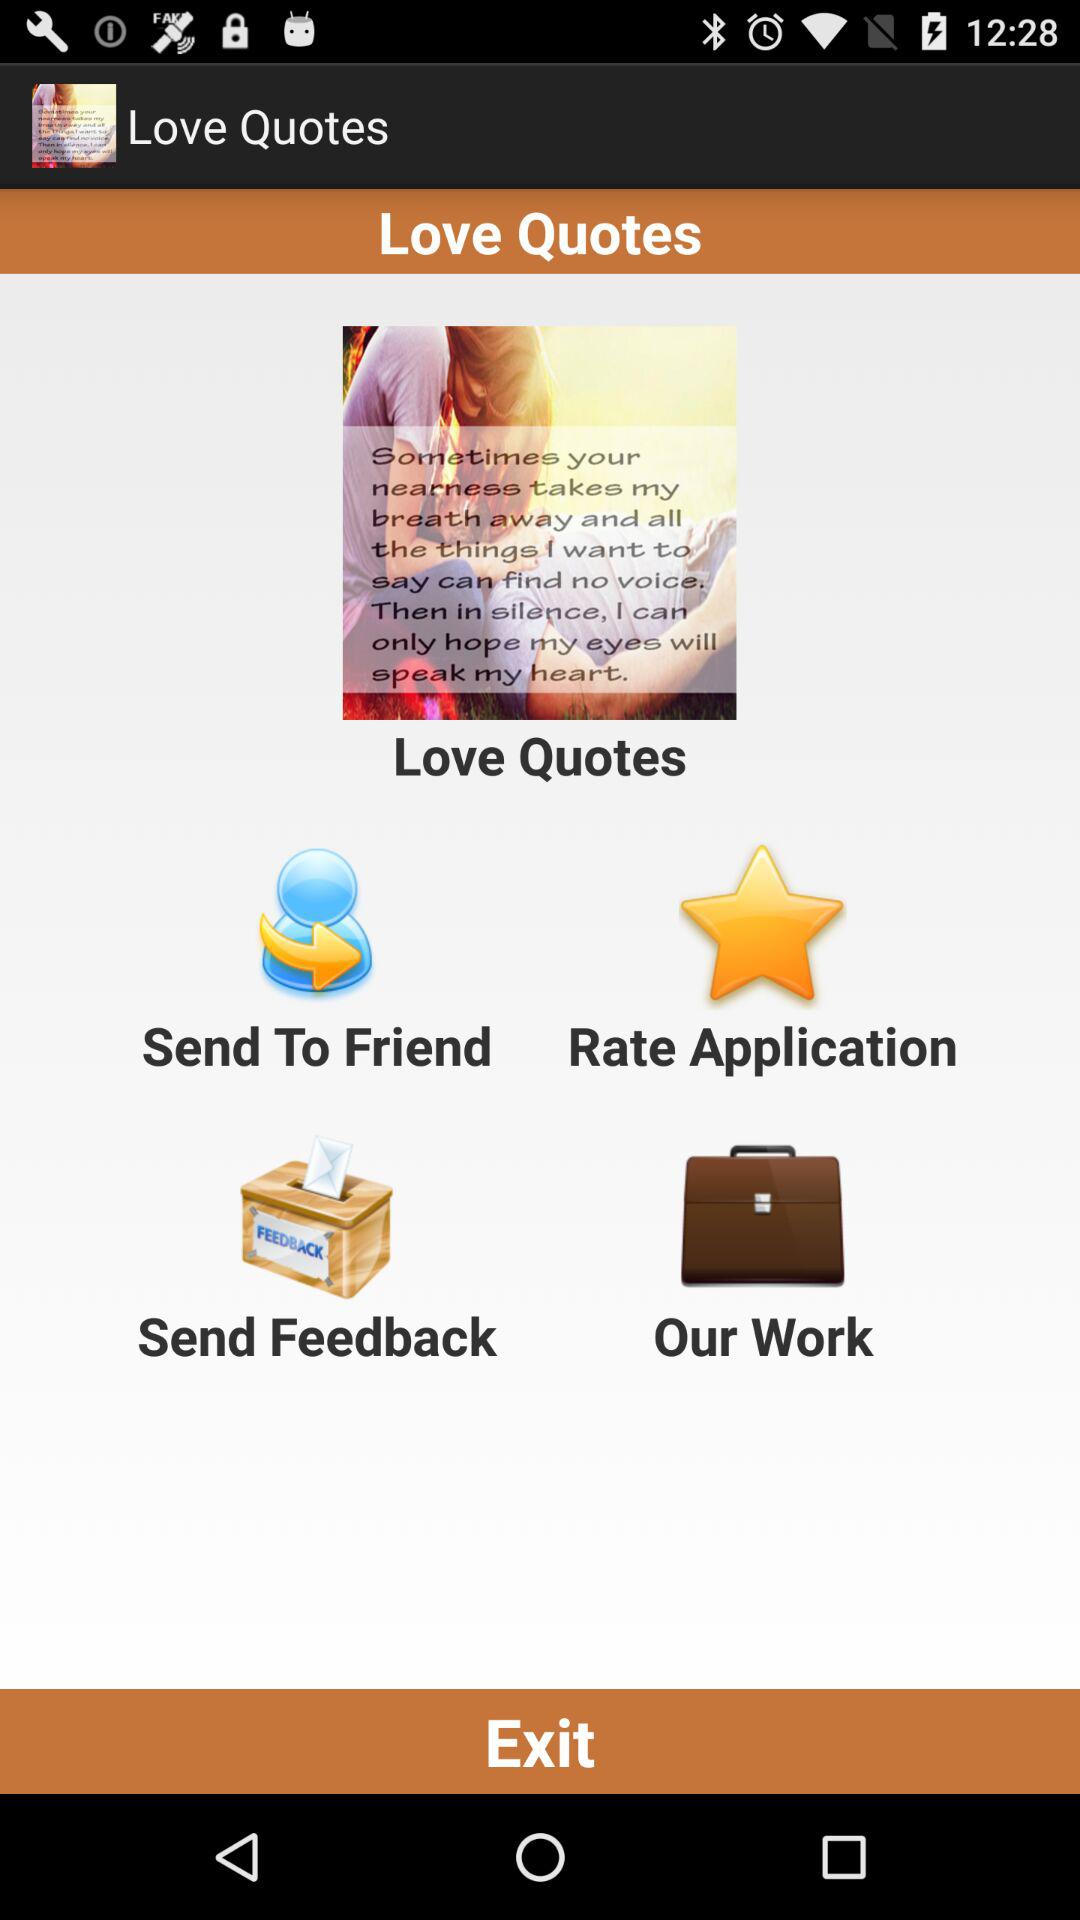 FAKE
12:28
Love Quotes
Love Quotes
Sometimes your
nearness takes my
breath away and all
the things I want to
say can find no voice.
Then in silence, I can
only hope my eyes will
speak my heart.
Love Quotes
Send To Friend
Rate Application
FEEDBACK
Send Feedback
Our Work
Exit